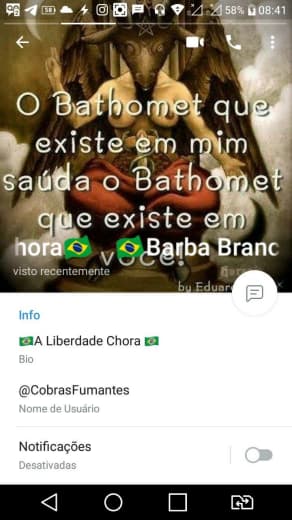 58% 08:41
O Bathomet que
existe em mim
saúda o Bathomet
que existe em
você!
hora🇧🇷 🇧🇷Barba Branc
visto recentemente
by Eduar
Info
🇧🇷A Liberdade Chora 🇧🇷
Bio
@CobrasFumantes
Nome de Usuário
Notificações
Desativadas